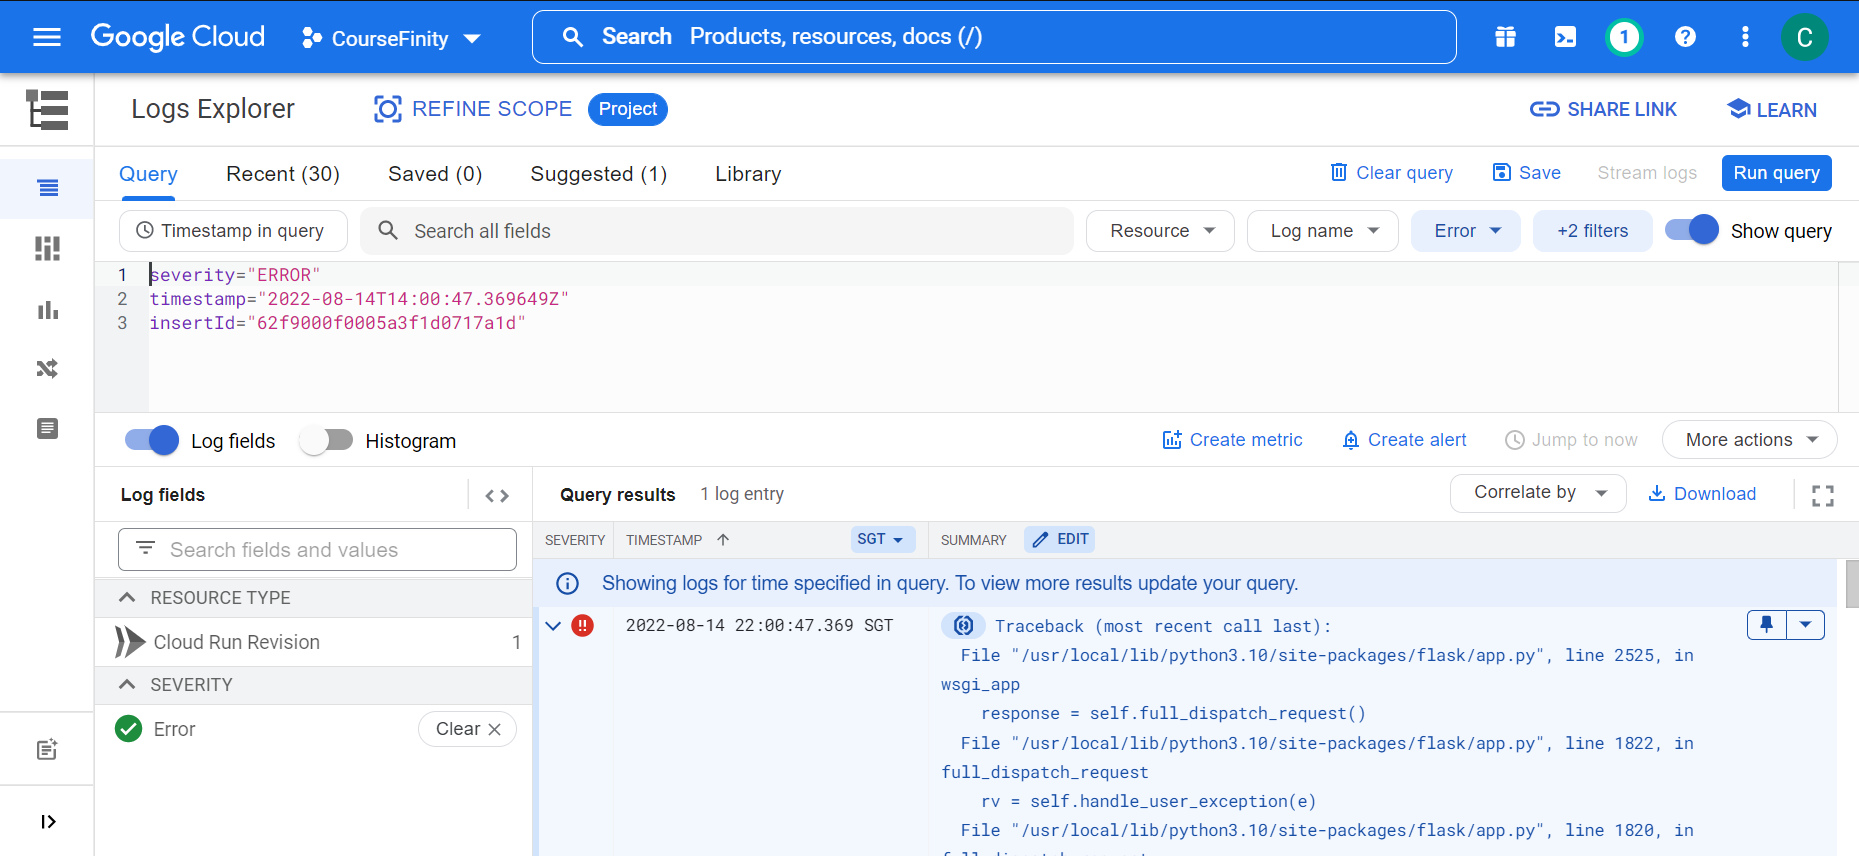 Google Cloud
CourseFinity
Search Products, resources, docs (/)
1
C
Logs Explorer
REFINE SCOPE
Project
SHARE LINK
LEARN
Query
Recent (30)
Saved (0)
Suggested (1)
Library
Clear query
Save
Stream logs
Run query
Timestamp in query
Search all fields
Resource
Log name
Error
+2 filters
Show query
1 severity="ERROR"
2 timestamp="2022-08-14T14:00:47.369649Z"
3 insertId="62f9000f0005a3f1d0717a1d"
Log fields
Histogram
Create metric
Create alert
Jump to now
More actions
Log fields
Query results
1 log entry
Correlate by
Download
Search fields and values
SEVERITY
TIMESTAMP
SGT
SUMMARY
EDIT
Showing logs for time specified in query. To view more results update your query.
RESOURCE TYPE
Cloud Run Revision 1
SEVERITY
Error
Clear
2022-08-14 22:00:47.369 SGT
Traceback (most recent call last):
File "/usr/local/lib/python3.10/site-packages/flask/app.py", line 2525, in
wsgi_app
response = self.full_dispatch_request()
File "/usr/local/lib/python3.10/site-packages/flask/app.py", line 1822, in
full_dispatch_request
rv = self.handle_user_exception(e)
File "/usr/local/lib/python3.10/site-packages/flask/app.py", line 1820, in